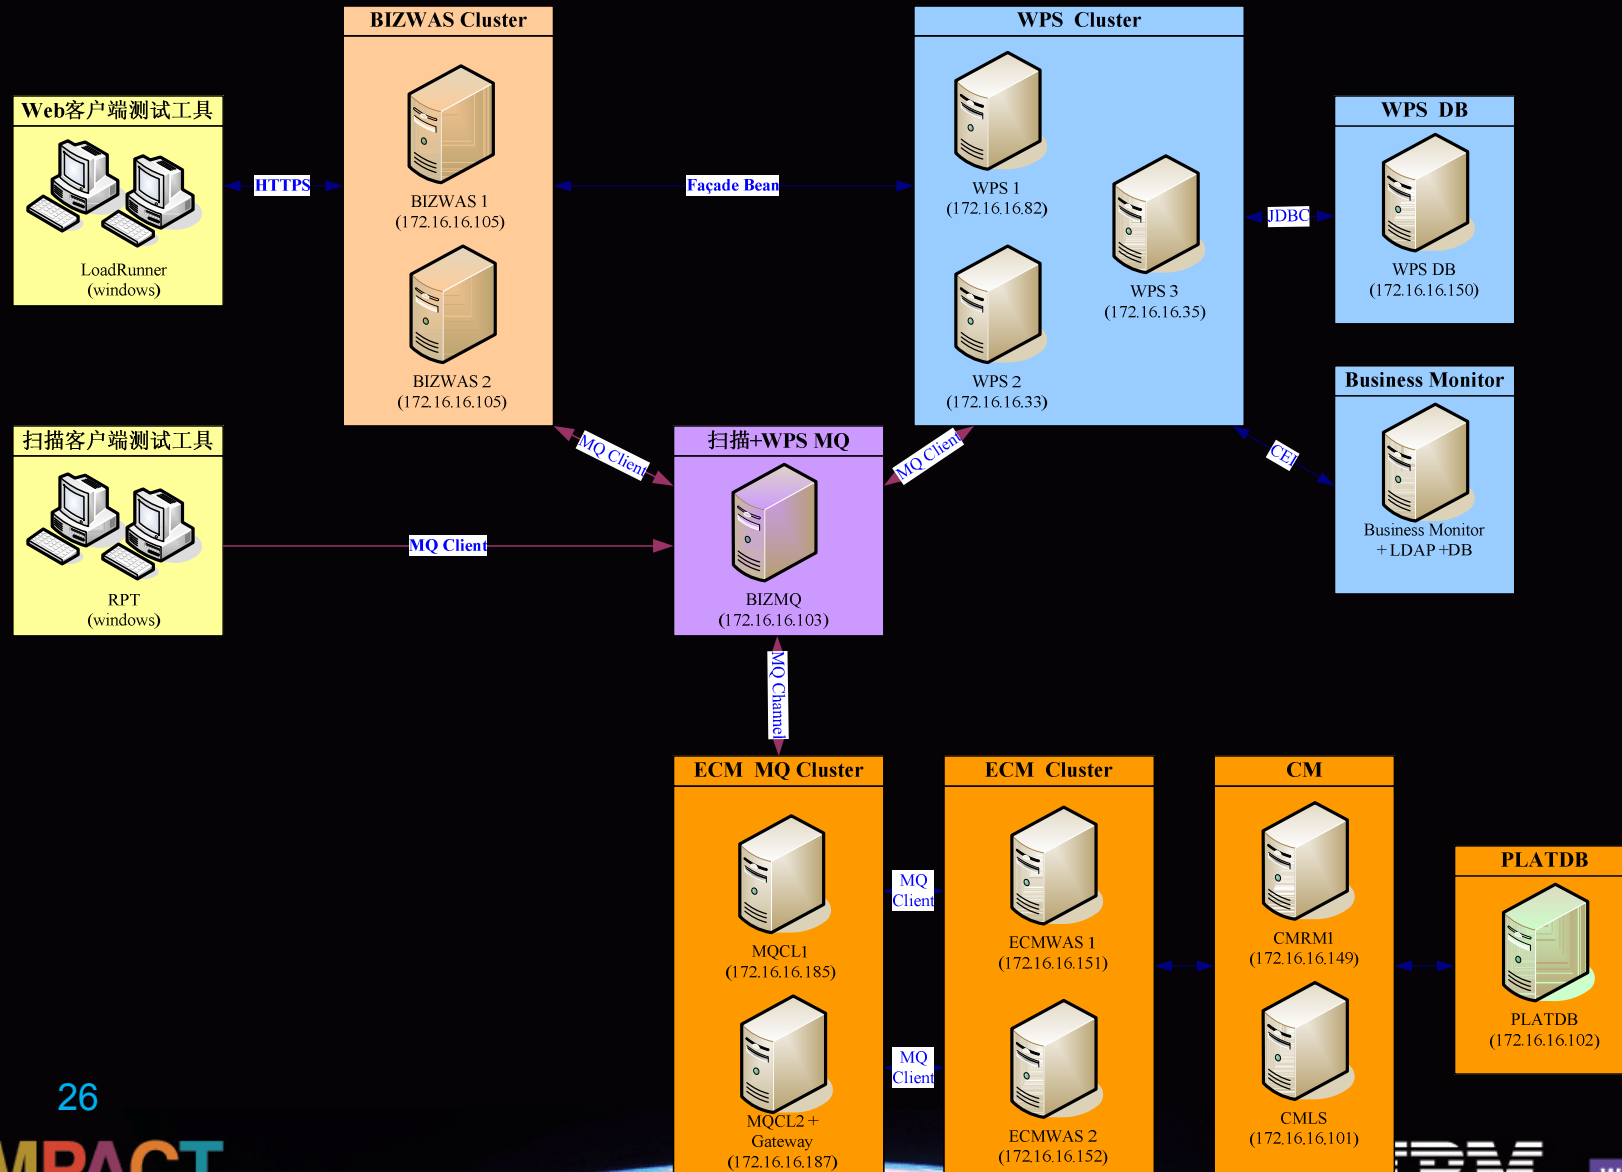 BIZWAS Cluster
BIZWAS 1
(172.16.16.105)
BIZWAS 2
(172.16.16.105)
WPS Cluster
WPS 1
(172.16.16.82)
WPS 3
(172.16.16.35)
WPS 2
(172.16.16.33)
Web客户端测试工具
LoadRunner
(windows)
HTTPS
Façade Bean
JDBC
WPS DB
WPS DB
(172.16.16.150)
Business Monitor
Business Monitor
+ LDAP +DB
CEI
扫描客户端测试工具
RPT
(windows)
MQ Client
MQ Client
MQ Client
扫描+WPS MQ
BIZMQ
(172.16.16.103)
MQ Channel
ECM MQ Cluster
MQCL1
(172.16.16.185)
MQCL2 +
Gateway
(172.16.16.187)
MQ
Client
MQ
Client
ECM Cluster
ECMWAS 1
(172.16.16.151)
ECMWAS 2
(172.16.16.152)
CM
CMRM1
(172.16.16.149)
CMLS
(172.16.16.101)
PLATDB
PLATDB
(172.16.16.102)
26
MPACT
IBM